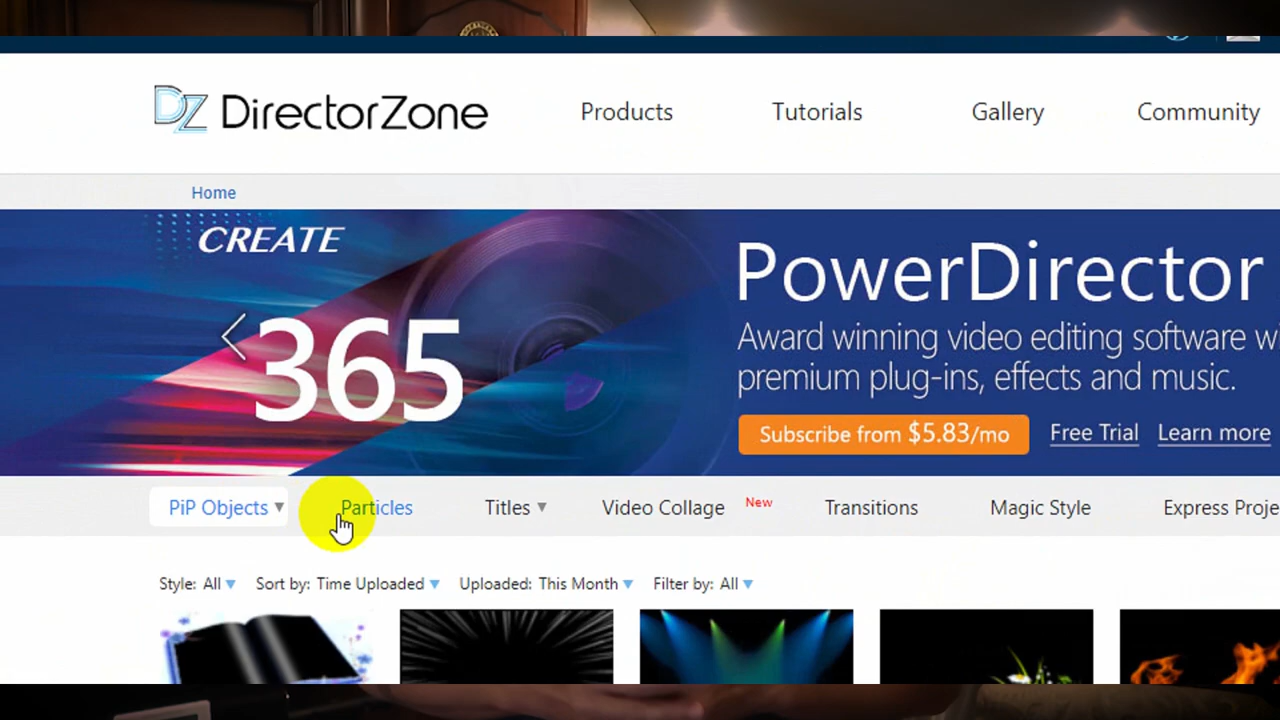 DZ DirectorZone Products Tutorials Gallery Community
Home
CREATE
365
PowerDirector
Award winning video editing software
premium plug-ins, effects and music.
Subscribe from $5.83/mo Free Trial Learn more
PiP Objects Particles Titles Video Collage New Transitions Magic Style Express
Style: All Sort by: Time Uploaded Uploaded: This Month Filter by: All